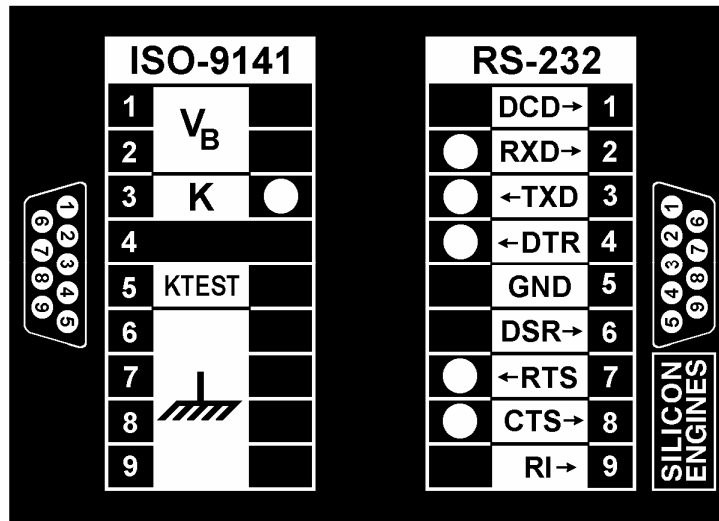 ISO-9141
1
V_B
2
3 K
4
5 KTEST
6
7
8
9
1
2
3
4
5
6
7
8
9
RS-232
DCD→ 1
RXD→ 2
←TXD 3
←DTR 4
GND 5
DSR→ 6
←RTS 7
CTS→ 8
RI→ 9
1
2
3
4
5
6
7
8
9
SILICON
ENGINES